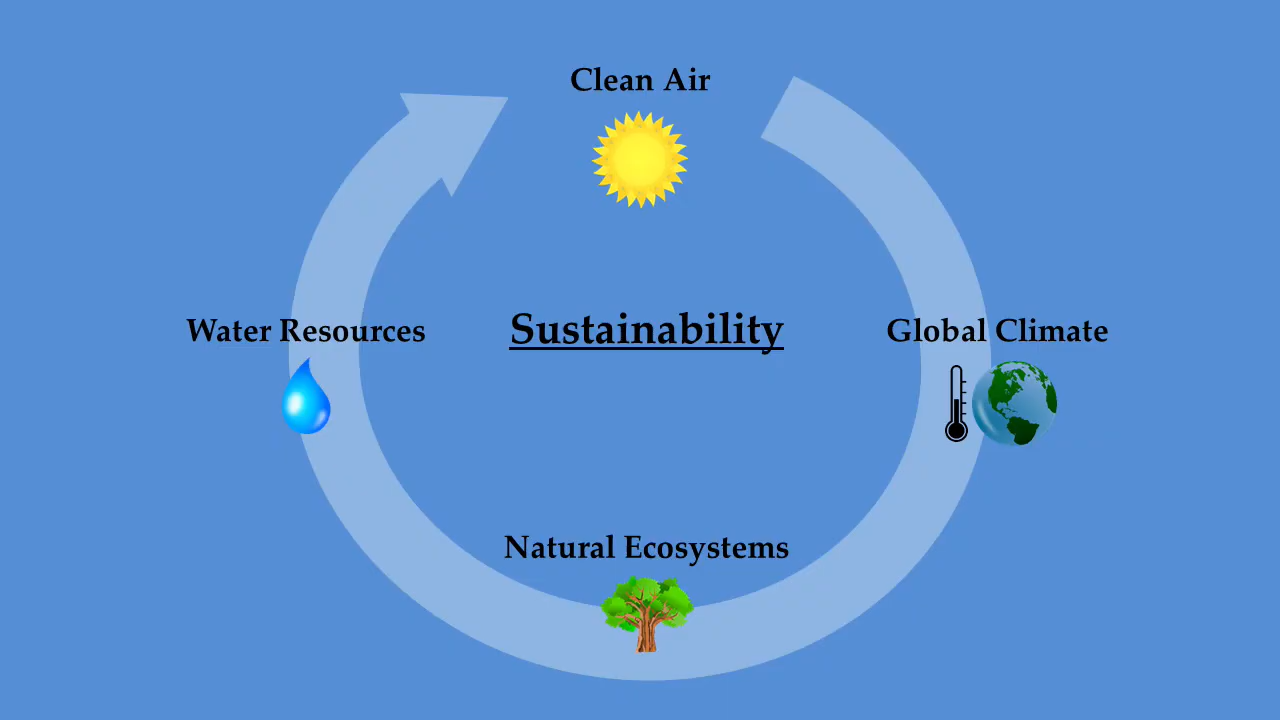 Clean Air
Water Resources
Sustainability
Global Climate
Natural Ecosystems